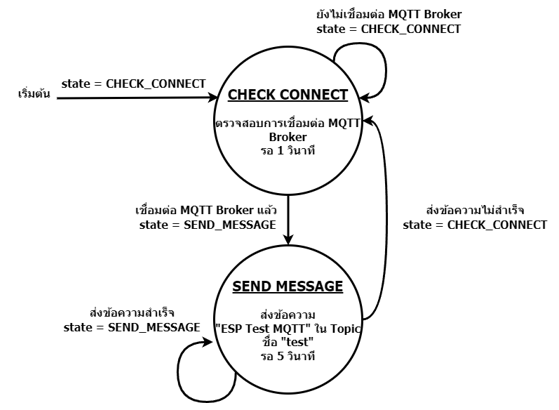 ยังไม่เชื่อมต่อ MQTT Broker
state = CHECK_CONNECT
state = CHECK_CONNECT
เริ่มต้น
CHECK CONNECT
ตรวจสอบการเชื่อมต่อ MQTT
Broker
รอ 1 วินาที
เชื่อมต่อ MQTT Broker แล้ว
state = SEND_MESSAGE
ส่งข้อความไม่สำเร็จ
state = CHECK_CONNECT
SEND MESSAGE
ส่งข้อความ
"ESP Test MQTT" ใน Topic
ชื่อ "test"
รอ 5 วินาที
ส่งข้อความสำเร็จ
state = SEND_MESSAGE